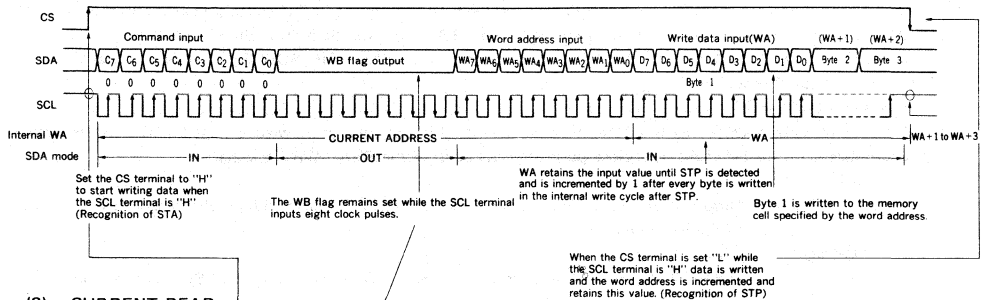 CS
Command input
Word address input
Write data input(WA)
(WA+1)
(WA+2)
SDA
C7 C6 C5 C4 C3 C2 C1 C0
WB flag output
WA7 WA6 WA5 WA4 WA3 WA2 WA1 WA0
D7 D6 D5 D4 D3 D2 D1 D0
Byte 2
Byte 3
0 0 0 0 0 0 0 0
Byte 1
SCL
Internal WA
CURRENT ADDRESS
WA
WA+1 to WA+3
SDA mode
IN
OUT
IN
Set the CS terminal to "H"
to start writing data when
the SCL terminal is "H"
(Recognition of STA)
The WB flag remains set while the SCL terminal
inputs eight clock pulses.
WA retains the input value until STP is detected
and is incremented by 1 after every byte is written
in the internal write cycle after STP.
Byte 1 is written to the memory
cell specified by the word address.
When the CS terminal is set "L" while
the SCL terminal is "H" data is written
and the word address is incremented and
retains this value. (Recognition of STP)